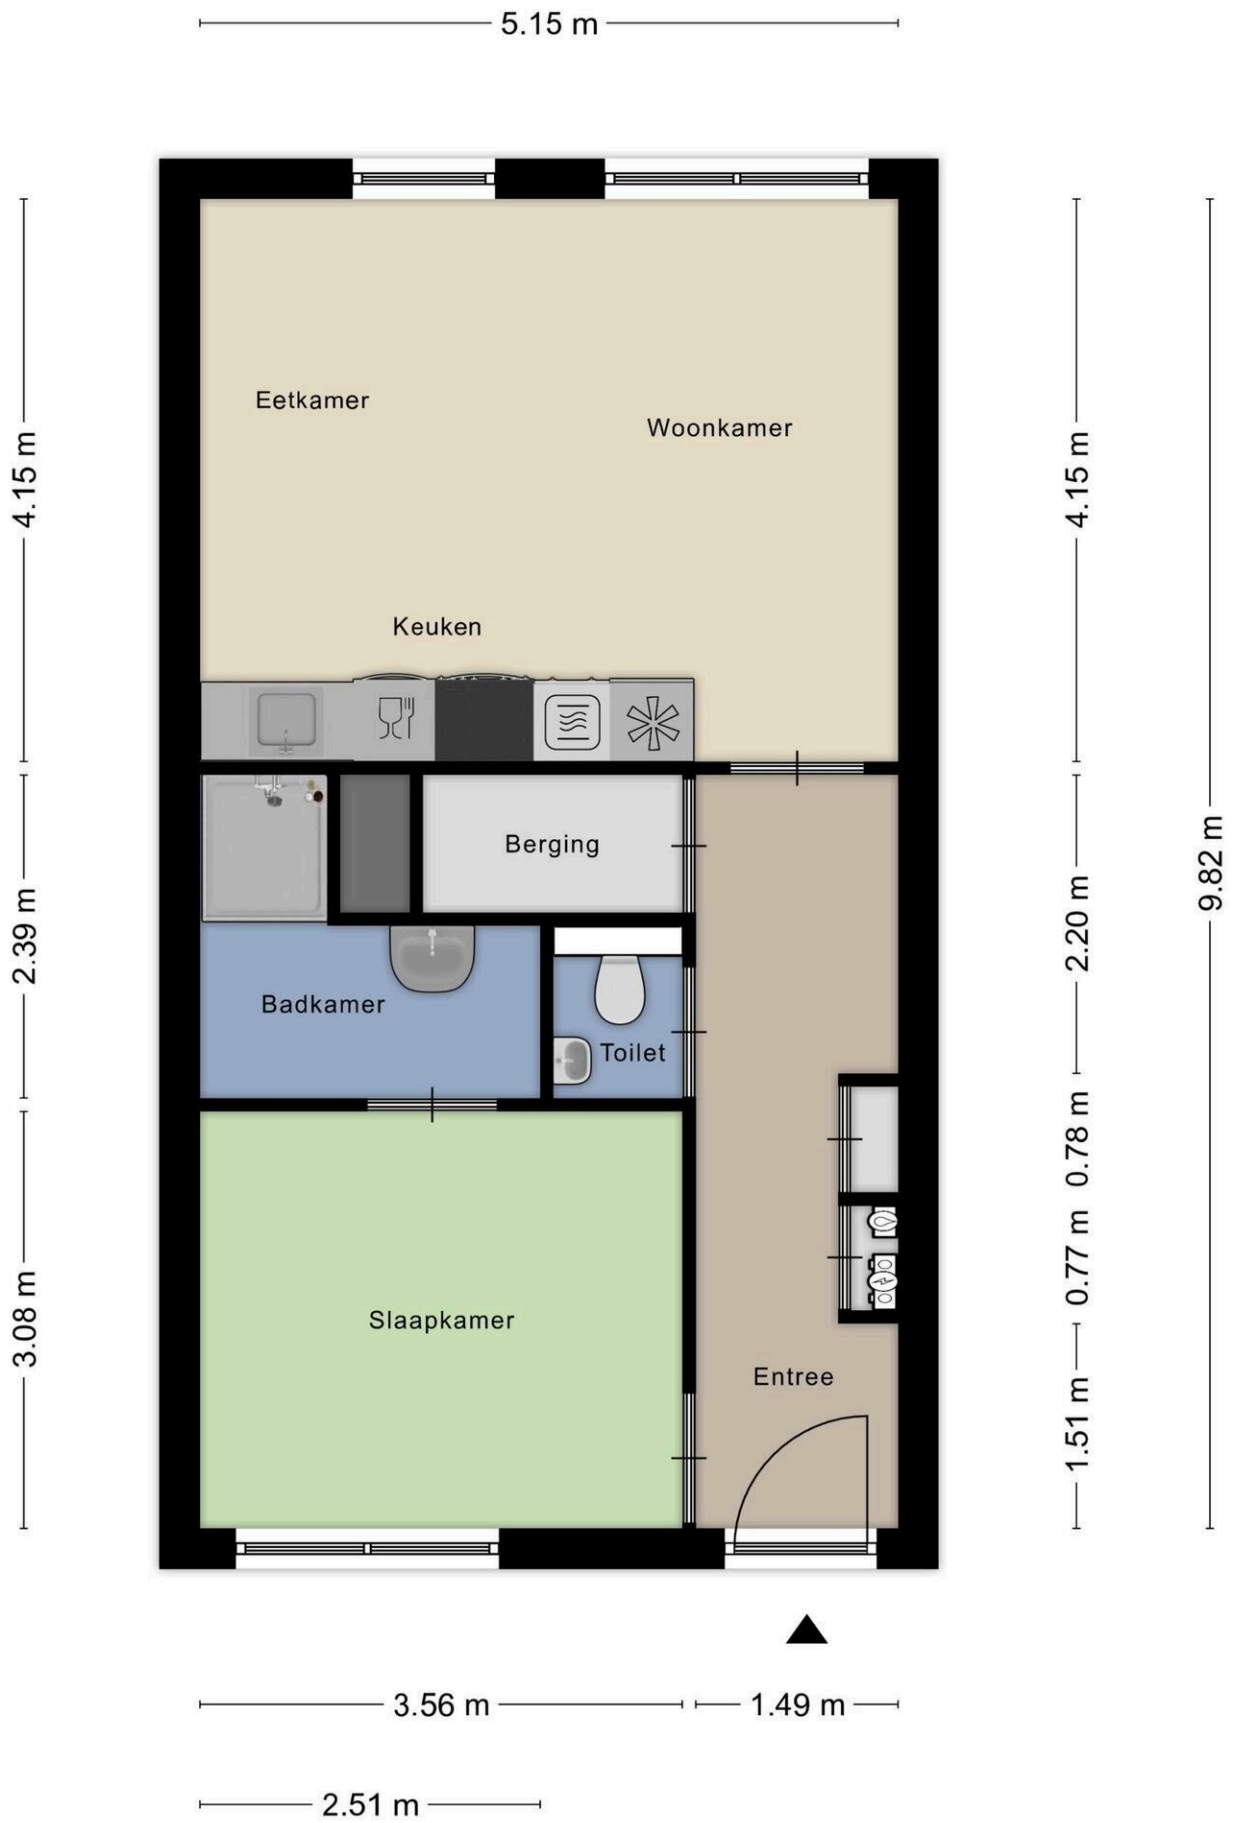 5.15 m
Eetkamer
Woonkamer
4.15 m
4.15 m
Keuken
Berging
9.82 m
2.39 m
2.20 m
Badkamer
Toilet
0.78 m
0.77 m
3.08 m
Slaapkamer
Entree
1.51 m
3.56 m
1.49 m
2.51 m